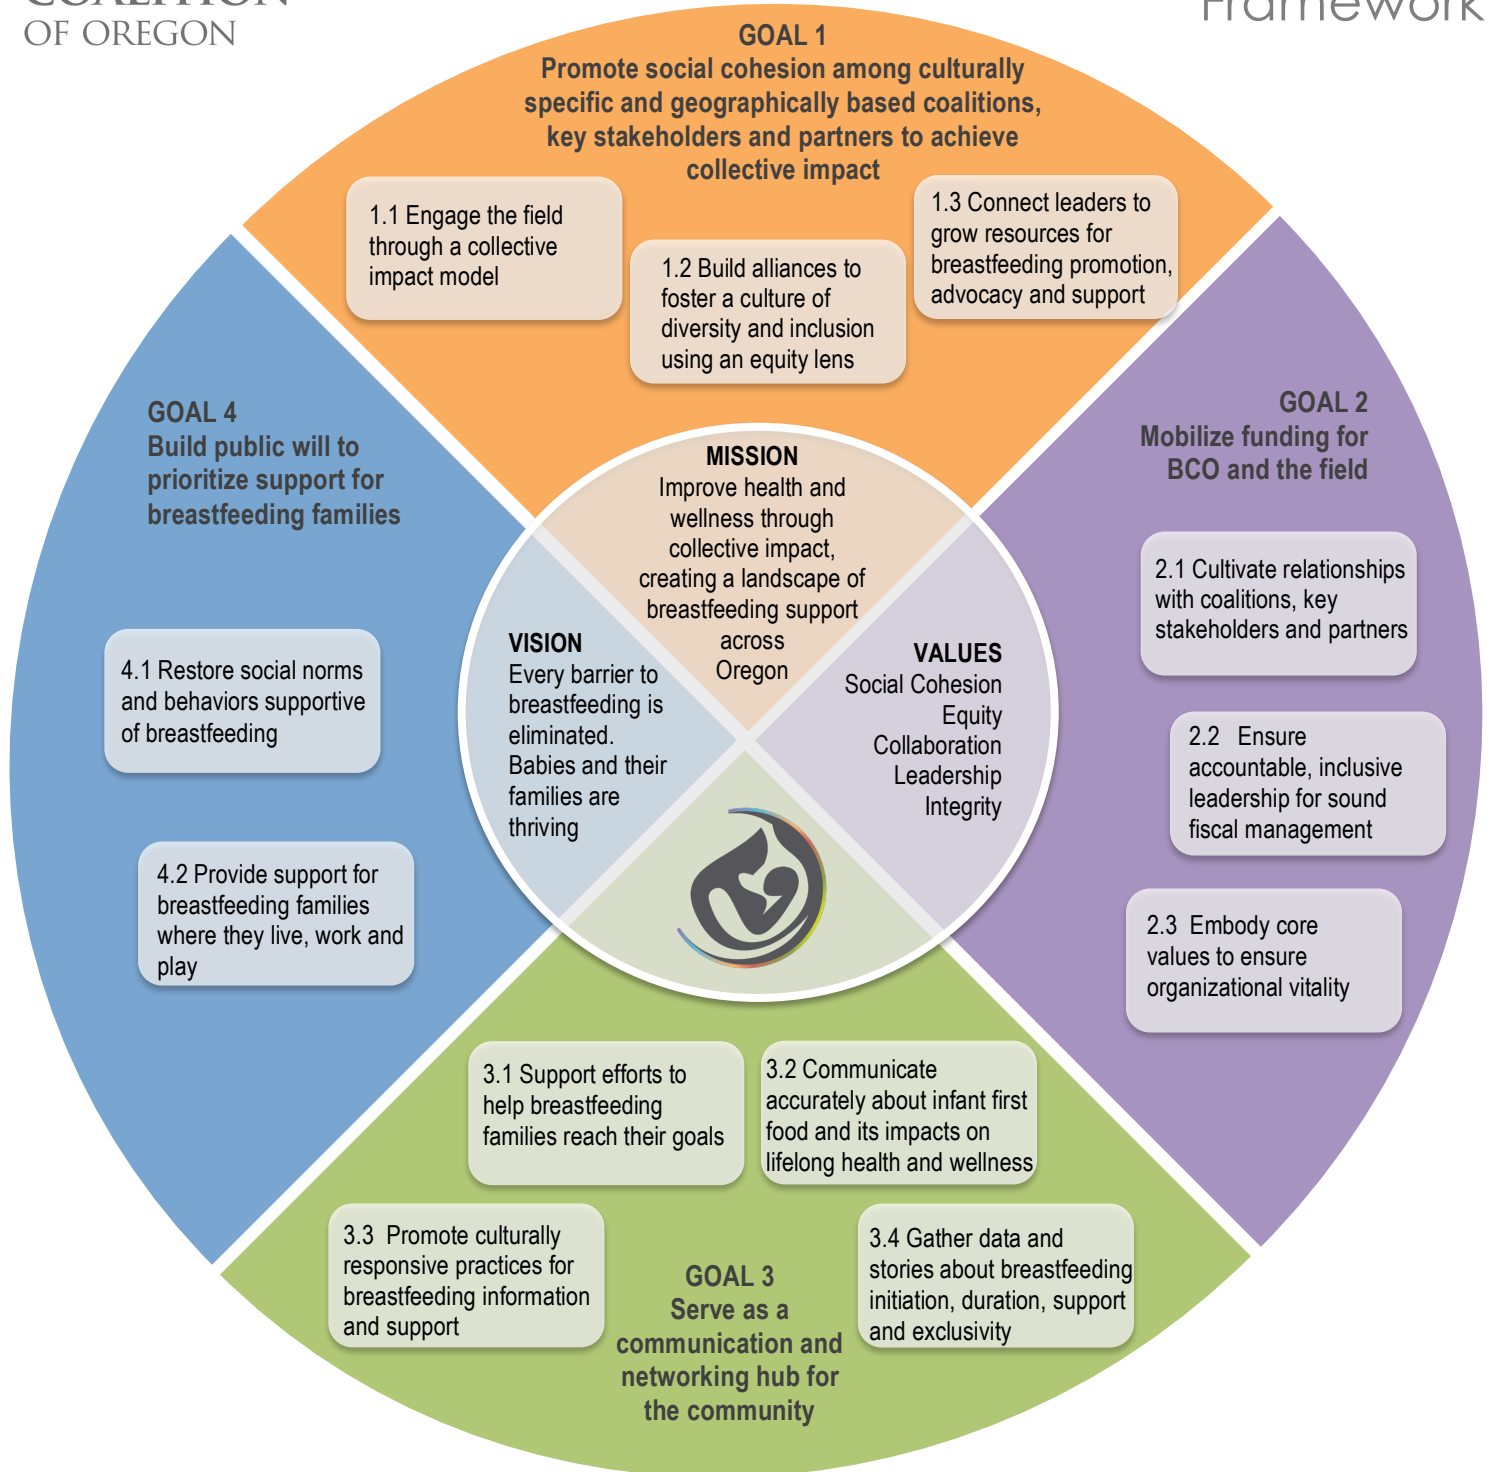 COALITION
OF OREGON
Framework
GOAL 1
Promote social cohesion among culturally
specific and geographically based coalitions,
key stakeholders and partners to achieve
collective impact
1.1 Engage the field
through a collective
impact model
1.2 Build alliances to
foster a culture of
diversity and inclusion
using an equity lens
1.3 Connect leaders to
grow resources for
breastfeeding promotion,
advocacy and support
GOAL 2
Mobilize funding for
BCO and the field
2.1 Cultivate relationships
with coalitions, key
stakeholders and partners
2.2 Ensure
accountable, inclusive
leadership for sound
fiscal management
2.3 Embody core
values to ensure
organizational vitality
GOAL 4
Build public will to
prioritize support for
breastfeeding families
4.1 Restore social norms
and behaviors supportive
of breastfeeding
4.2 Provide support for
breastfeeding families
where they live, work and
play
MISSION
Improve health and
wellness through
collective impact,
creating a landscape of
breastfeeding support
across
Oregon
VISION
Every barrier to
breastfeeding is
eliminated.
Babies and their
families are
thriving
VALUES
Social Cohesion
Equity
Collaboration
Leadership
Integrity
3.1 Support efforts to
help breastfeeding
families reach their goals
3.2 Communicate
accurately about infant first
food and its impacts on
lifelong health and wellness
3.3 Promote culturally
responsive practices for
breastfeeding information
and support
3.4 Gather data and
stories about breastfeeding
initiation, duration, support
and exclusivity
GOAL 3
Serve as a
communication and
networking hub for
the community